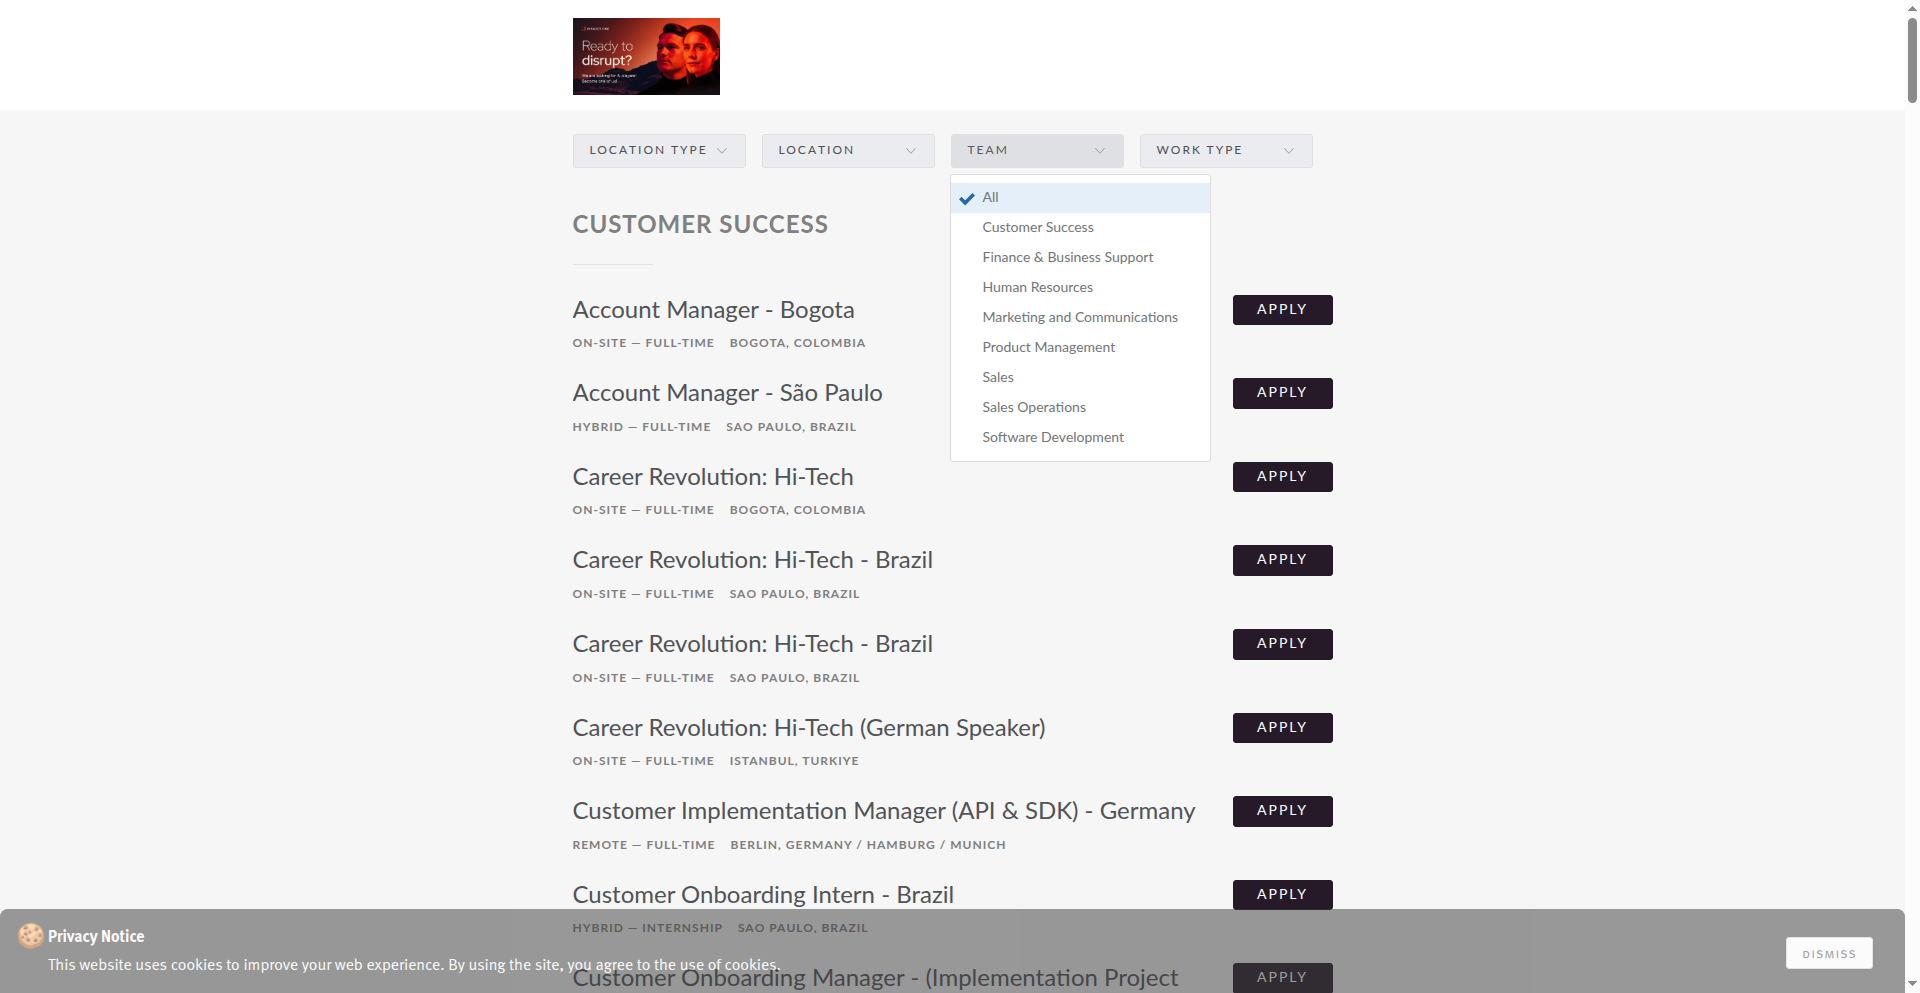 Ready to
disrupt?
LOCATION TYPE
LOCATION
TEAM
WORK TYPE
All
Customer Success
Finance & Business Support
Human Resources
Marketing and Communications
Product Management
Sales
Sales Operations
Software Development
CUSTOMER SUCCESS
Account Manager - Bogota
APPLY
ON-SITE — FULL-TIME BOGOTA, COLOMBIA
Account Manager - São Paulo
APPLY
HYBRID — FULL-TIME SAO PAULO, BRAZIL
Career Revolution: Hi-Tech
APPLY
ON-SITE — FULL-TIME BOGOTA, COLOMBIA
Career Revolution: Hi-Tech - Brazil
APPLY
ON-SITE — FULL-TIME SAO PAULO, BRAZIL
Career Revolution: Hi-Tech - Brazil
APPLY
ON-SITE — FULL-TIME SAO PAULO, BRAZIL
Career Revolution: Hi-Tech (German Speaker)
APPLY
ON-SITE — FULL-TIME ISTANBUL, TURKIYE
Customer Implementation Manager (API & SDK) - Germany
APPLY
REMOTE — FULL-TIME BERLIN, GERMANY / HAMBURG / MUNICH
Customer Onboarding Intern - Brazil
APPLY
HYBRID — INTERNSHIP SAO PAULO, BRAZIL
Customer Onboarding Manager - (Implementation Project
APPLY
Privacy Notice
This website uses cookies to improve your web experience. By using the site, you agree to the use of cookies.
DISMISS